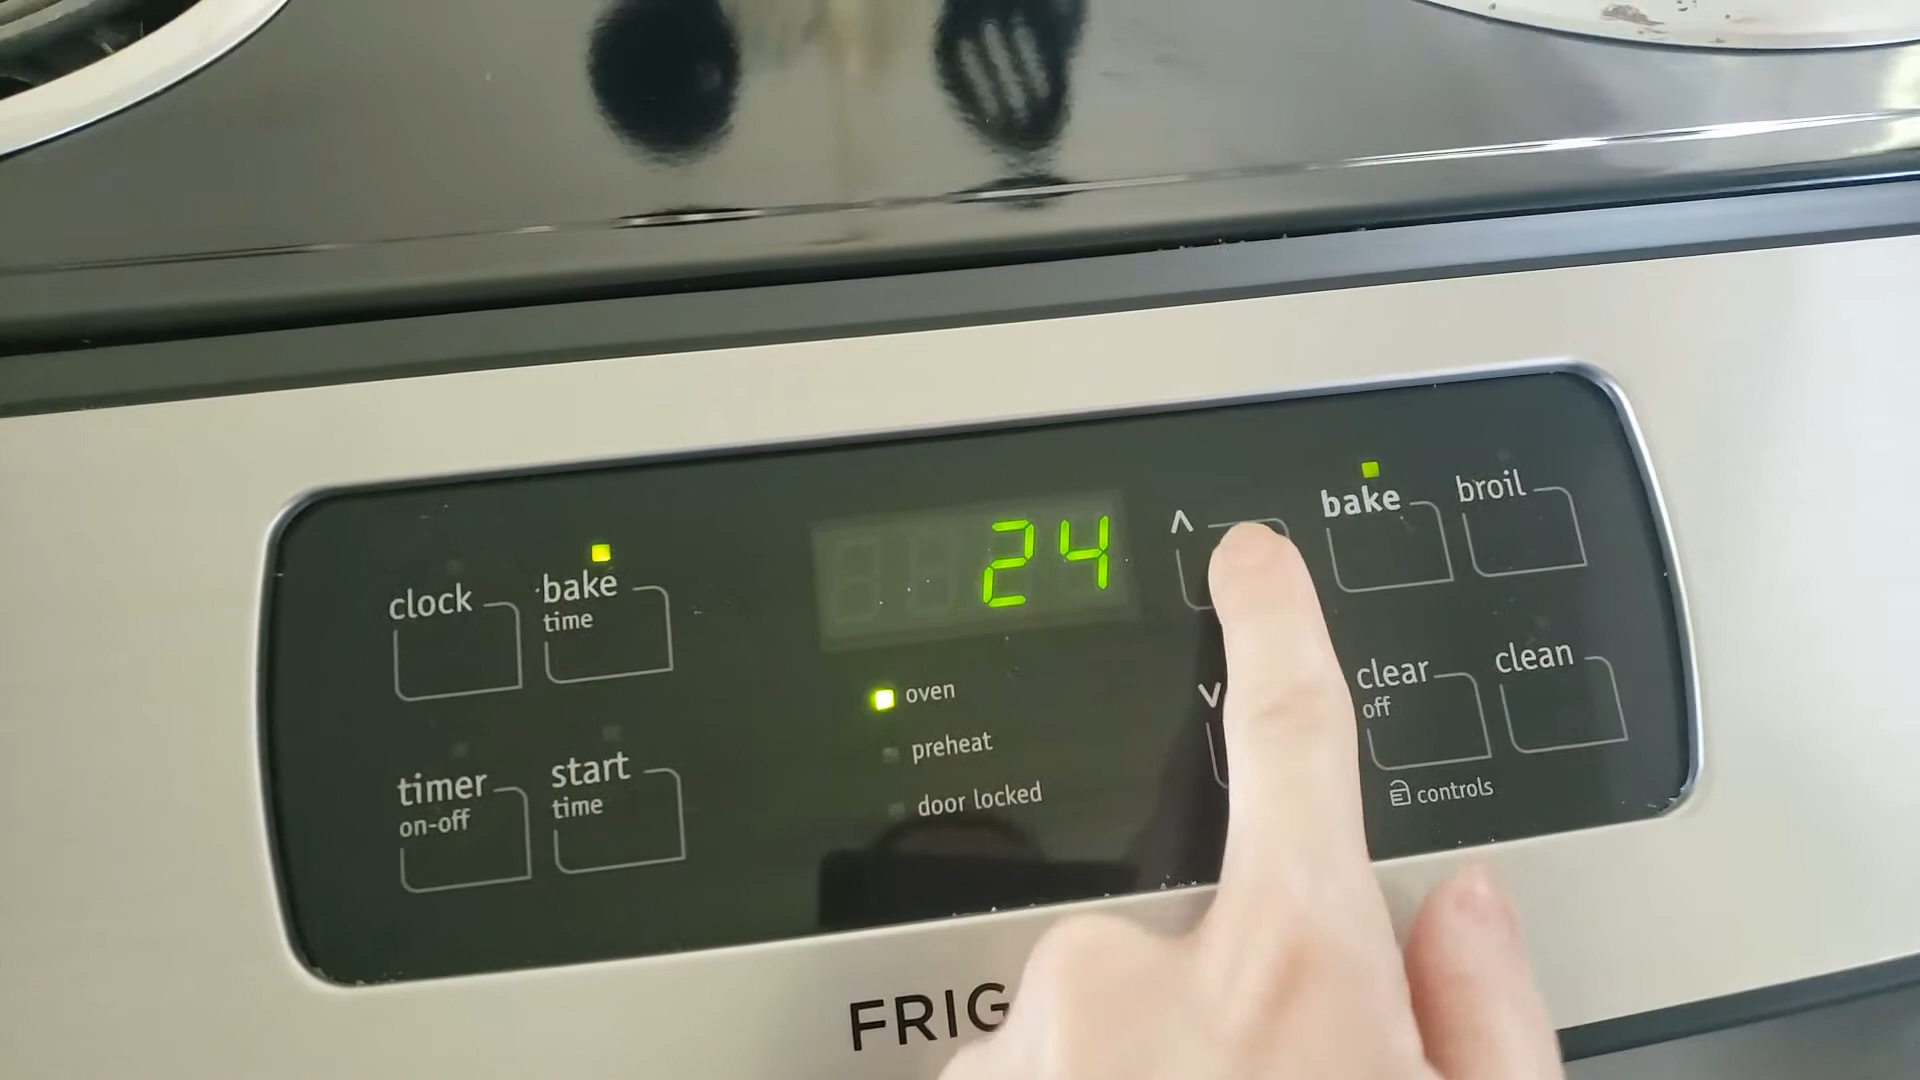 24
^
bake
broil
clock
bake
time
oven
preheat
door locked
v
clear
off
clean
timer
on-off
start
time
controls
FRIG